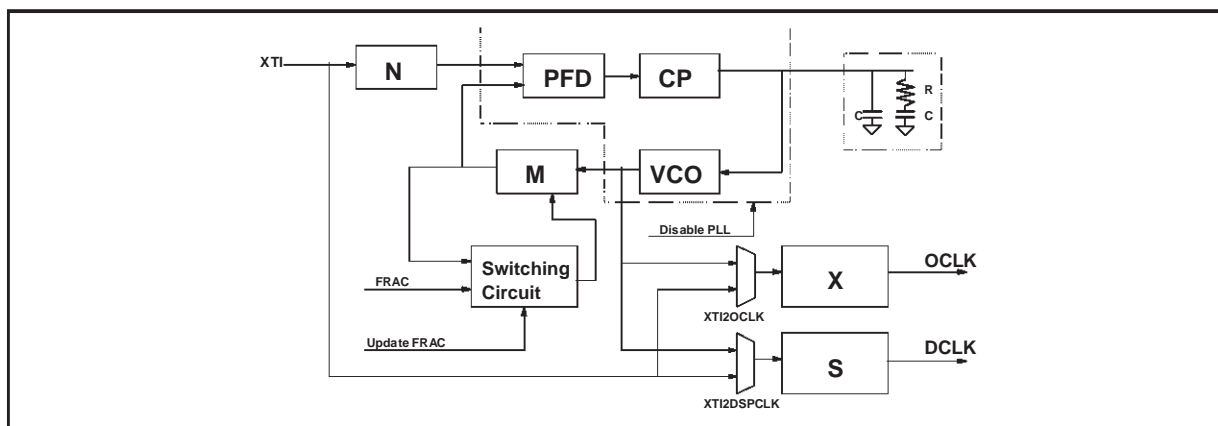 XTI
N
PFD
CP
R
C
C
M
VCO
Disable PLL
Switching
Circuit
FRAC
Update FRAC
X
OCLK
XTI2OCLK
S
DCLK
XTI2DSPCLK